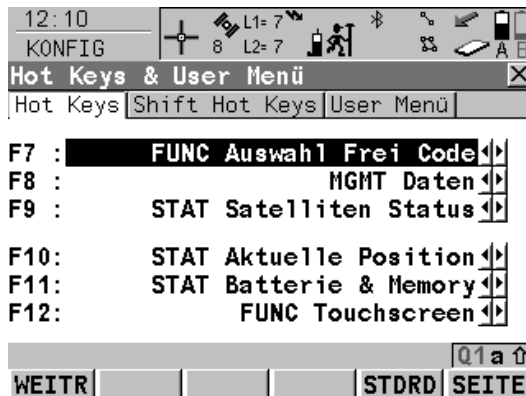 12:10
KONFIG
8 L1= 7
L2= 7
A B
Hot Keys & User Menü
Hot Keys Shift Hot Keys User Menü
F7 : FUNC Auswahl Frei Code
F8 : MGMT Daten
F9 : STAT Satelliten Status
F10: STAT Aktuelle Position
F11: STAT Batterie & Memory
F12: FUNC Touchscreen
Q1 a
WEITR STDRD SEITE